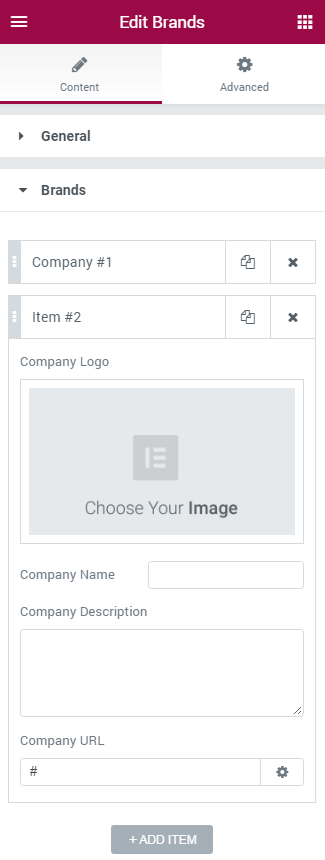 Edit Brands
Content
Advanced
General
Brands
Company #1
Item #2
Company Logo
Choose Your Image
Company Name
Company Description
Company URL
#
+ ADD ITEM